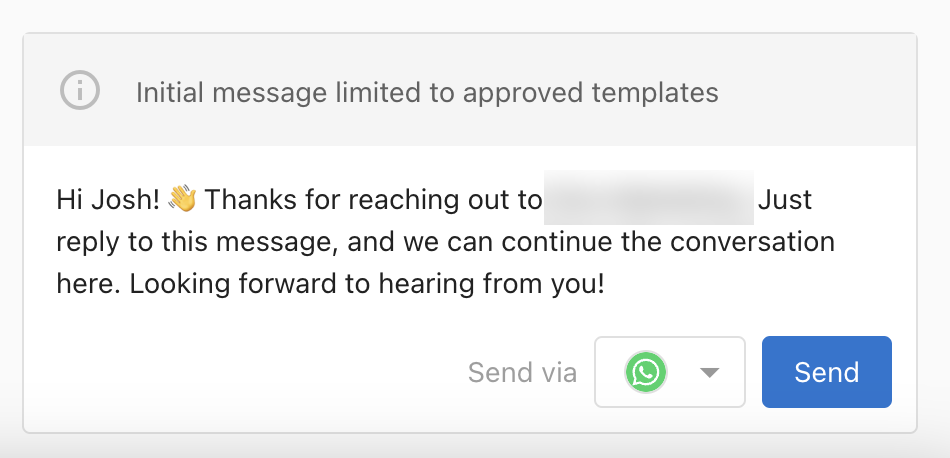 Initial message limited to approved templates
Hi Josh! 👋 Thanks for reaching out to Just
reply to this message, and we can continue the conversation
here. Looking forward to hearing from you!
Send via
Send